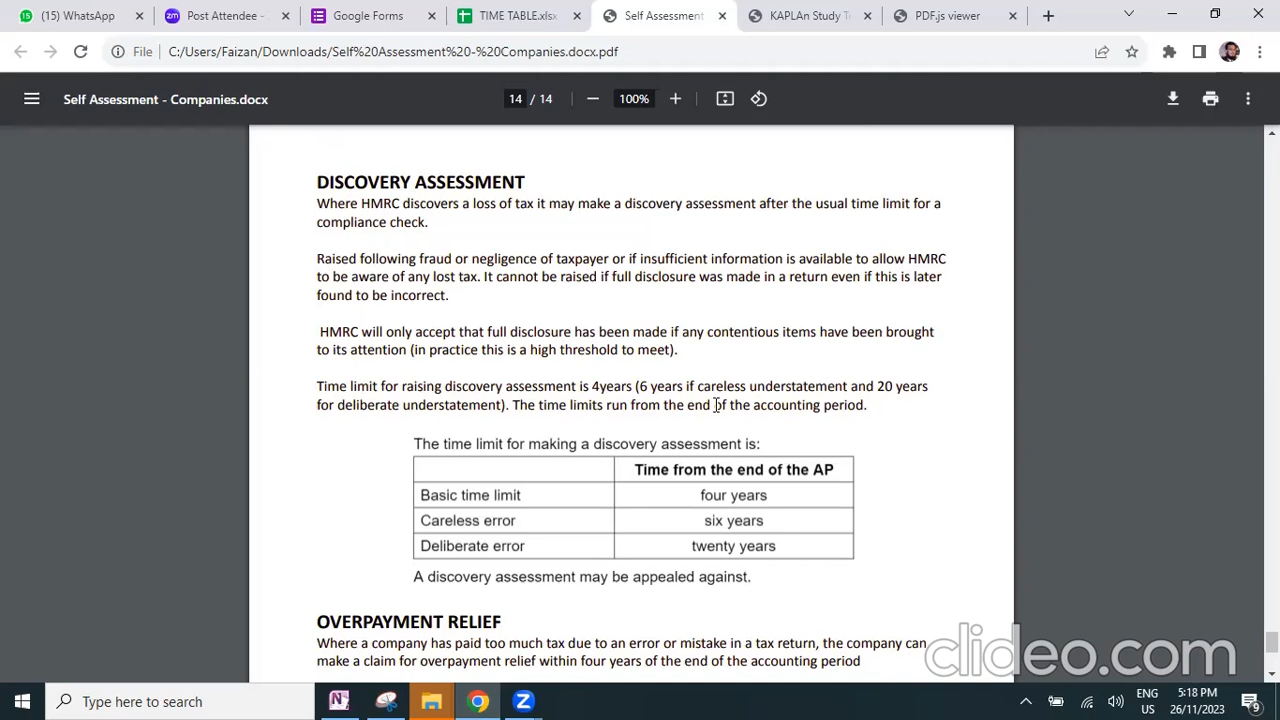 (15) WhatsApp
Post Attendee -
Google Forms
TIME TABLE.xlsx
Self Assessment
KAPLAn Study T
PDF.js viewer
File
C:/Users/Faizan/Downloads/Self%20Assessment%20-%20Companies.docx.pdf
Self Assessment - Companies.docx
14 / 14
100%
DISCOVERY ASSESSMENT
Where HMRC discovers a loss of tax it may make a discovery assessment after the usual time limit for a
compliance check.
Raised following fraud or negligence of taxpayer or if insufficient information is available to allow HMRC
to be aware of any lost tax. It cannot be raised if full disclosure was made in a return even if this is later
found to be incorrect.
HMRC will only accept that full disclosure has been made if any contentious items have been brought
to its attention (in practice this is a high threshold to meet).
Time limit for raising discovery assessment is 4years (6 years if careless understatement and 20 years
for deliberate understatement). The time limits run from the end of the accounting period.
The time limit for making a discovery assessment is:
Time from the end of the AP
Basic time limit four years
Careless error six years
Deliberate error twenty years
A discovery assessment may be appealed against.
OVERPAYMENT RELIEF
Where a company has paid too much tax due to an error or mistake in a tax return, the company can
make a claim for overpayment relief within four years of the end of the accounting period
clideo.com
Type here to search
ENG
US
5:18 PM
26/11/2023
9